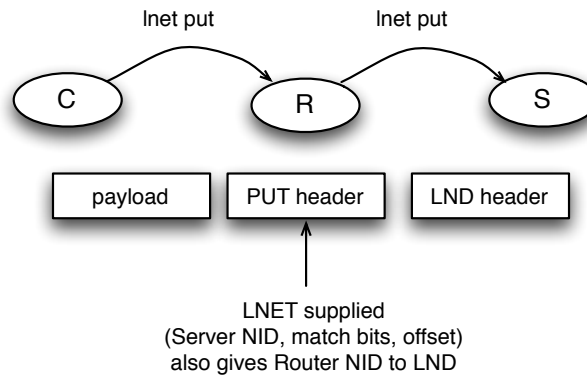 lnet put
lnet put
C
R
S
payload
PUT header
LND header
LNET supplied
(Server NID, match bits, offset)
also gives Router NID to LND